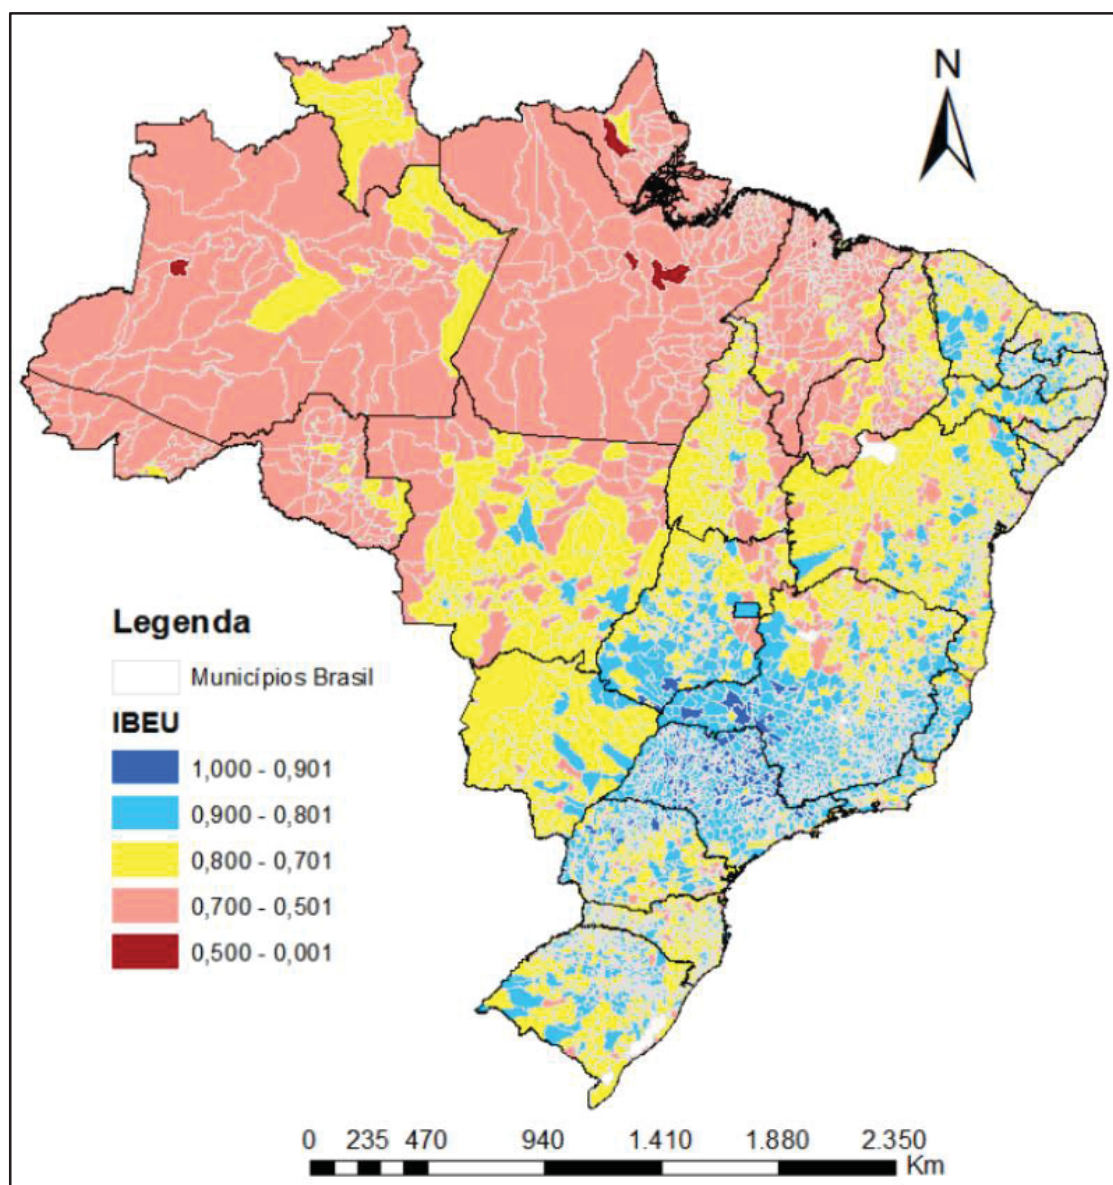 N
Legenda
Municípios Brasil
IBEU
1,000 - 0,901
0,900 - 0,801
0,800 - 0,701
0,700 - 0,501
0,500 - 0,001
0 235 470 940 1.410 1.880 2.350
Km